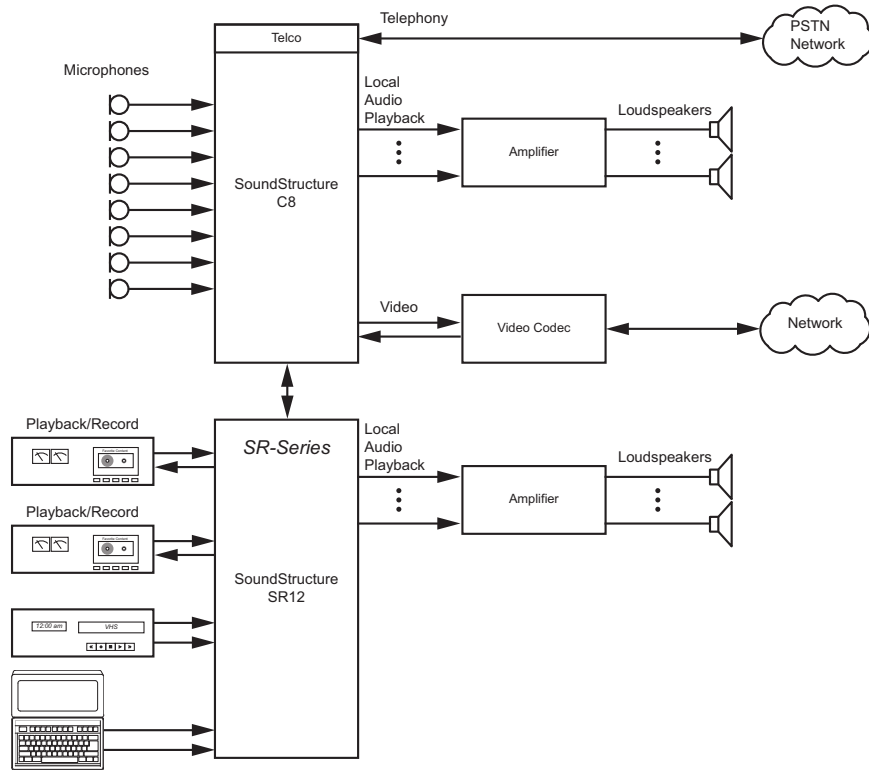 Telco
Telephony
PSTN
Network
Microphones
Local
Audio
Playback
Loudspeakers
Amplifier
SoundStructure
C8
Video
Video Codec
Network
Playback/Record
SR-Series
Local
Audio
Playback
Loudspeakers
Amplifier
Playback/Record
SoundStructure
SR12
12:00 am
VHS